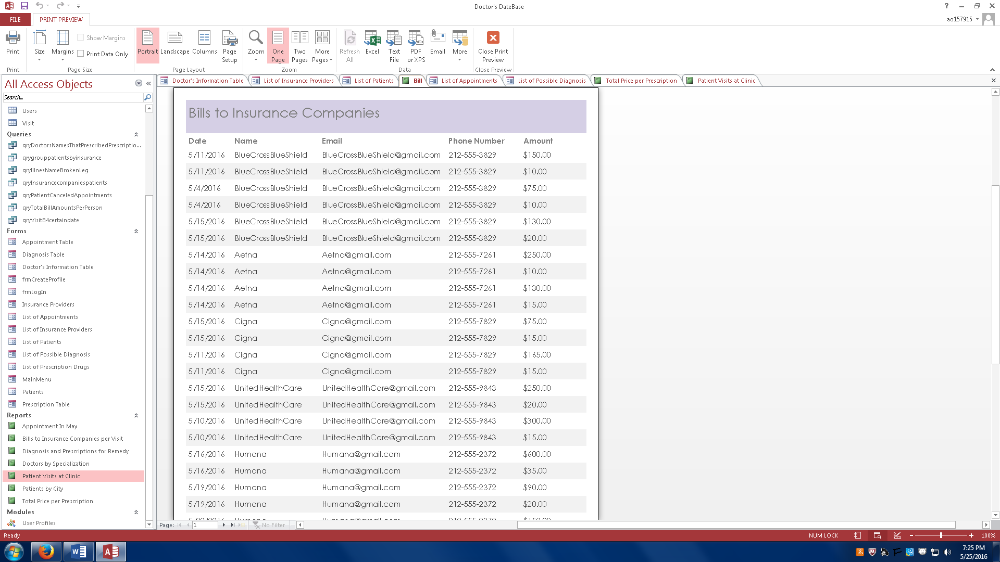 Doctor's DateBase
?
FILE
PRINT PREVIEW
ao157915
Print
Size
Margins
Show Margins
Print Data Only
Portrait
Landscape
Columns
Page Setup
Zoom
One Page
Two Pages
More Pages
Refresh All
Excel
Text File
PDF or XPS
Email
More
Close Print Preview
Print
Page Size
Page Layout
Zoom
Data
Close Preview
All Access Objects
Search...
Users
Visit
Queries
qryDoctorsNamesThatPrescribedPrescriptio...
qrygrouppatientsbyinsurance
qryIllnesNameBrokenLeg
qryInsurancecompaniespatients
qryPatientCanceledAppointments
qryTotalBillAmountsPerPerson
qryVisitB4certaindate
Forms
Appointment Table
Diagnosis Table
Doctor's Information Table
frmCreateProfile
frmLogIn
Insurance Providers
List of Appointments
List of Insurance Providers
List of Patients
List of Possible Diagnosis
List of Prescription Drugs
MainMenu
Patients
Prescription Table
Reports
Appointment In May
Bills to Insurance Companies per Visit
Diagnosis and Prescriptions for Remedy
Doctors by Specialization
Patient Visits at Clinic
Patients by City
Total Price per Prescription
Modules
User Profiles
Doctor's Information Table
List of Insurance Providers
List of Patients
Bill
List of Appointments
List of Possible Diagnosis
Total Price per Prescription
Patient Visits at Clinic
Bills to Insurance Companies
Date Name Email Phone Number Amount
5/11/2016 BlueCrossBlueShield BlueCrossBlueShield@gmail.com 212-555-3829 $150.00
5/11/2016 BlueCrossBlueShield BlueCrossBlueShield@gmail.com 212-555-3829 $10.00
5/4/2016 BlueCrossBlueShield BlueCrossBlueShield@gmail.com 212-555-3829 $75.00
5/4/2016 BlueCrossBlueShield BlueCrossBlueShield@gmail.com 212-555-3829 $10.00
5/15/2016 BlueCrossBlueShield BlueCrossBlueShield@gmail.com 212-555-3829 $130.00
5/15/2016 BlueCrossBlueShield BlueCrossBlueShield@gmail.com 212-555-3829 $20.00
5/14/2016 Aetna Aetna@gmail.com 212-555-7261 $250.00
5/14/2016 Aetna Aetna@gmail.com 212-555-7261 $10.00
5/14/2016 Aetna Aetna@gmail.com 212-555-7261 $130.00
5/14/2016 Aetna Aetna@gmail.com 212-555-7261 $15.00
5/15/2016 Cigna Cigna@gmail.com 212-555-7829 $75.00
5/15/2016 Cigna Cigna@gmail.com 212-555-7829 $15.00
5/11/2016 Cigna Cigna@gmail.com 212-555-7829 $165.00
5/11/2016 Cigna Cigna@gmail.com 212-555-7829 $15.00
5/15/2016 UnitedHealthCare UnitedHealthCare@gmail.com 212-555-9843 $250.00
5/15/2016 UnitedHealthCare UnitedHealthCare@gmail.com 212-555-9843 $20.00
5/10/2016 UnitedHealthCare UnitedHealthCare@gmail.com 212-555-9843 $300.00
5/10/2016 UnitedHealthCare UnitedHealthCare@gmail.com 212-555-9843 $15.00
5/16/2016 Humana Humana@gmail.com 212-555-2372 $600.00
5/16/2016 Humana Humana@gmail.com 212-555-2372 $35.00
5/19/2016 Humana Humana@gmail.com 212-555-2372 $90.00
5/19/2016 Humana Humana@gmail.com 212-555-2372 $20.00
Page: 1 No Filter
Ready
NUM LOCK
100%
7:25 PM
5/25/2016